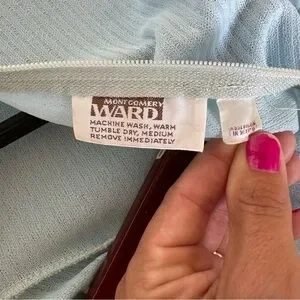 MONTGOMERY
WARD
MACHINE WASH, WARM
TUMBLE DRY, MEDIUM
REMOVE IMMEDIATELY